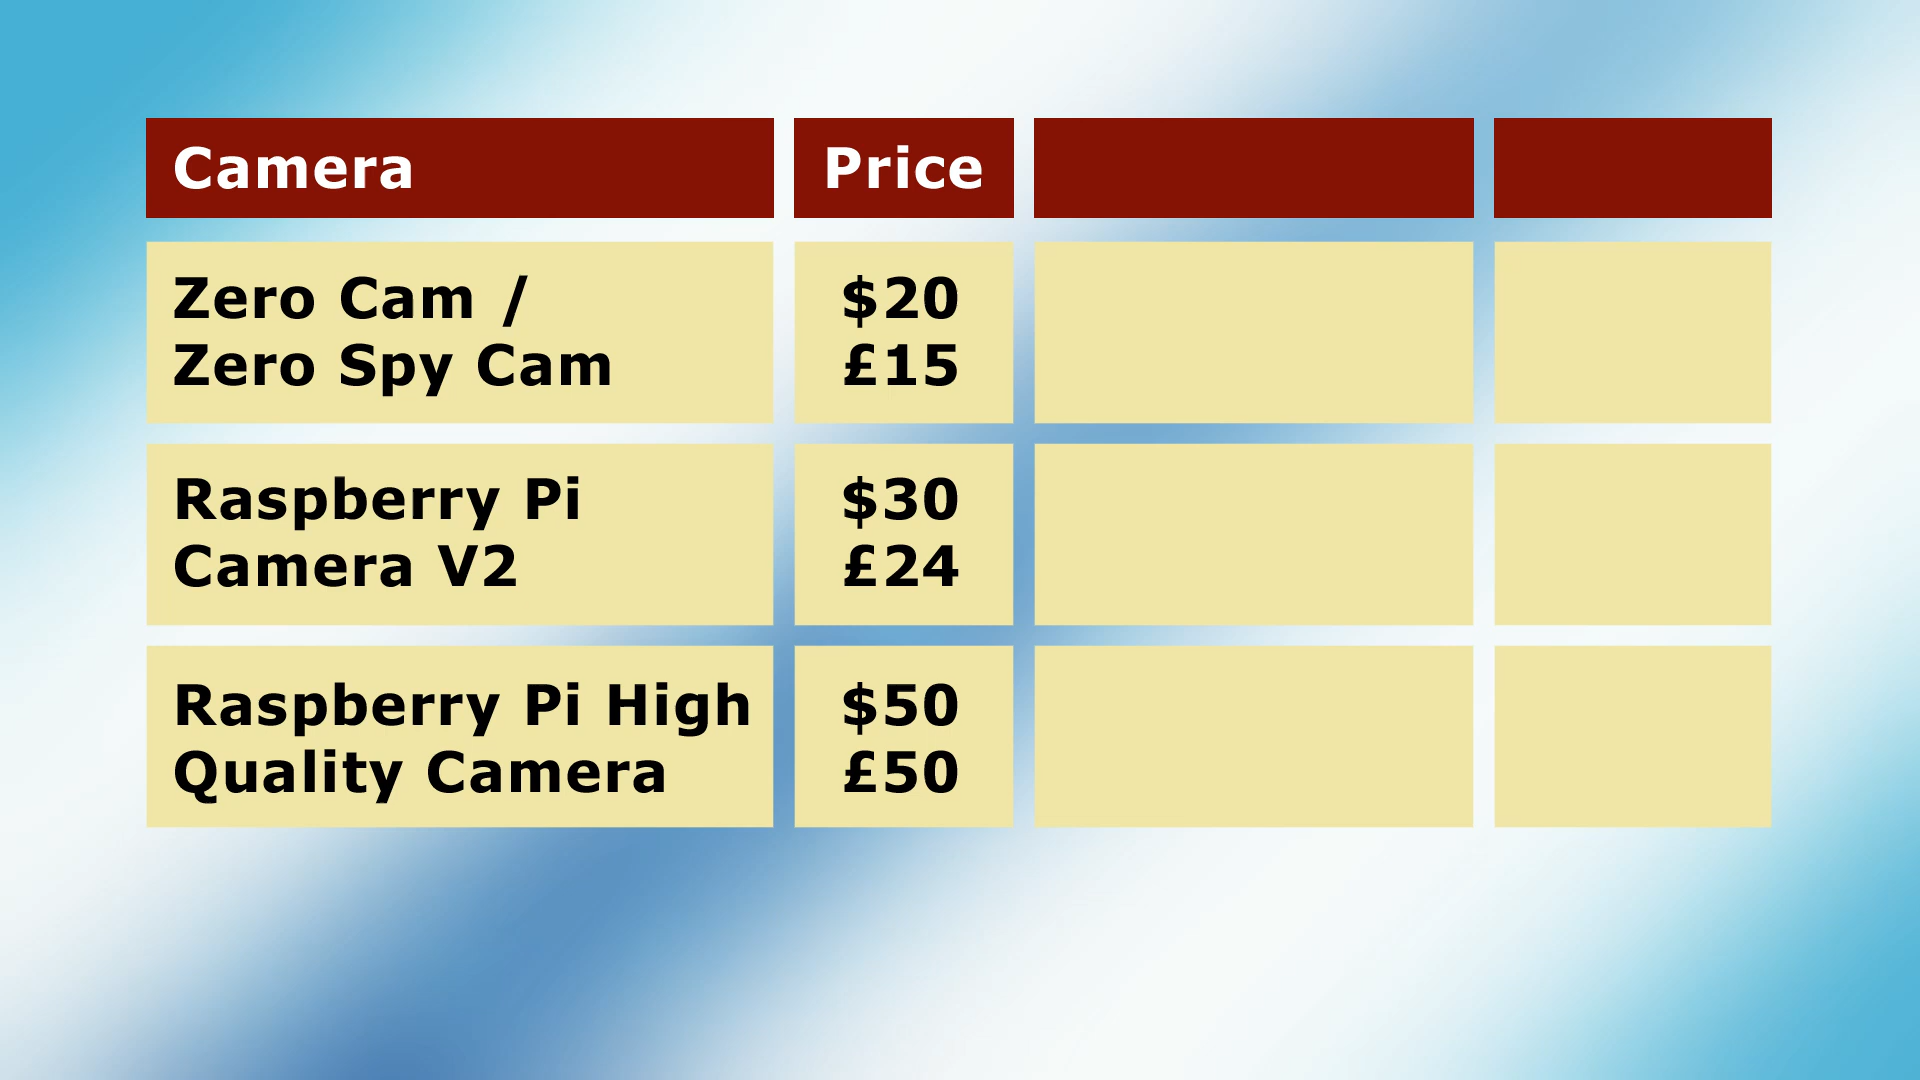 Camera
Price
Zero Cam /
Zero Spy Cam
$20
£15
Raspberry Pi
Camera V2
$30
£24
Raspberry Pi High
Quality Camera
$50
£50